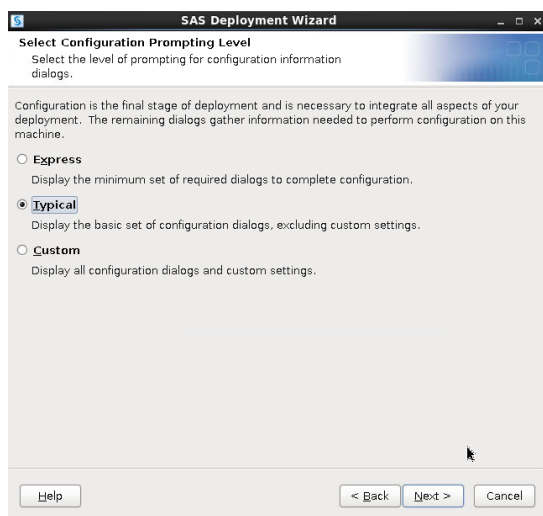 SAS Deployment Wizard
Select Configuration Prompting Level
Select the level of prompting for configuration information
dialogs.
Configuration is the final stage of deployment and is necessary to integrate all aspects of your
deployment. The remaining dialogs gather information needed to perform configuration on this
machine.
Express
Display the minimum set of required dialogs to complete configuration.
Typical
Display the basic set of configuration dialogs, excluding custom settings.
Custom
Display all configuration dialogs and custom settings.
Help
< Back
Next >
Cancel